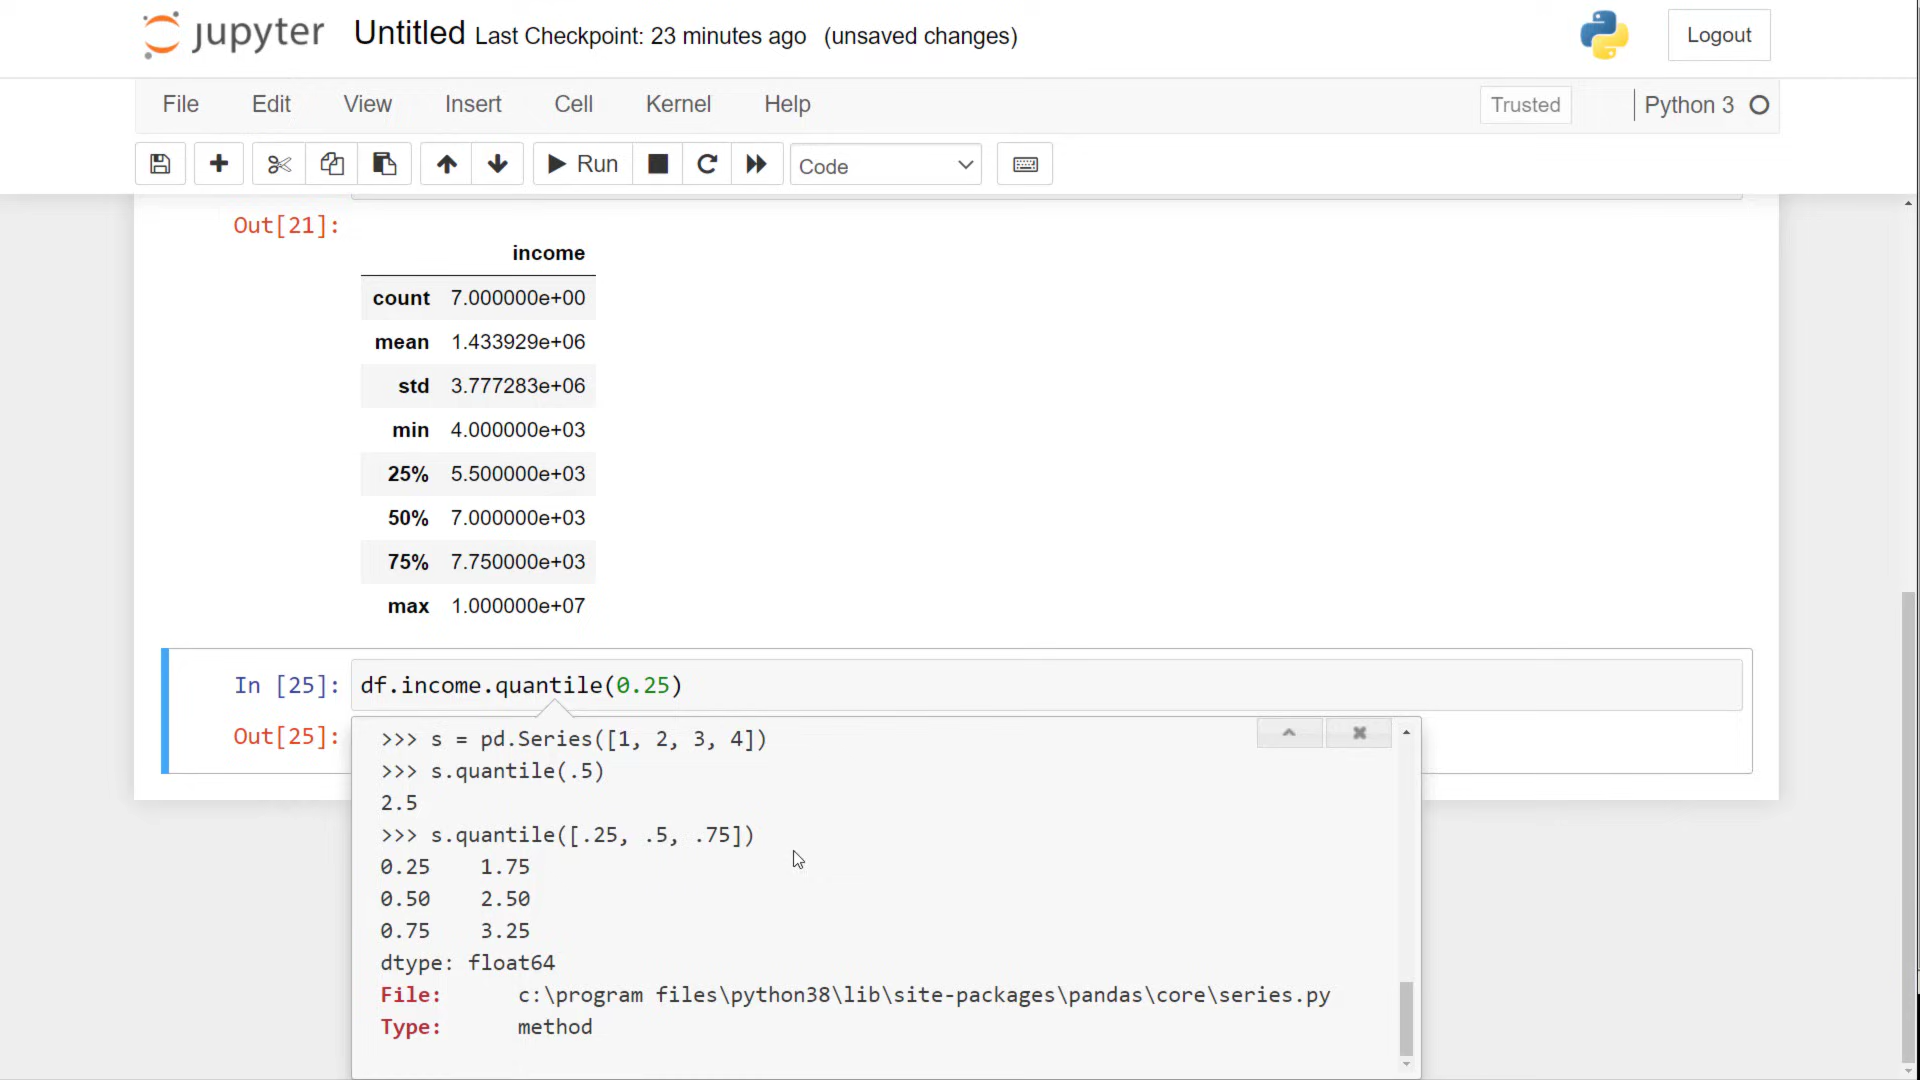 jupyter Untitled Last Checkpoint: 23 minutes ago (unsaved changes) Logout
File Edit View Insert Cell Kernel Help Trusted Python 3
Run Code
Out[21]:
income
count 7.000000e+00
mean 1.433929e+06
std 3.777283e+06
min 4.000000e+03
25% 5.500000e+03
50% 7.000000e+03
75% 7.750000e+03
max 1.000000e+07
In [25]: df.income.quantile(0.25)
Out[25]:
>>> s = pd.Series([1, 2, 3, 4])
>>> s.quantile(.5)
2.5
>>> s.quantile([.25, .5, .75])
0.25 1.75
0.50 2.50
0.75 3.25
dtype: float64
File: c:\program files\python38\lib\site-packages\pandas\core\series.py
Type: method